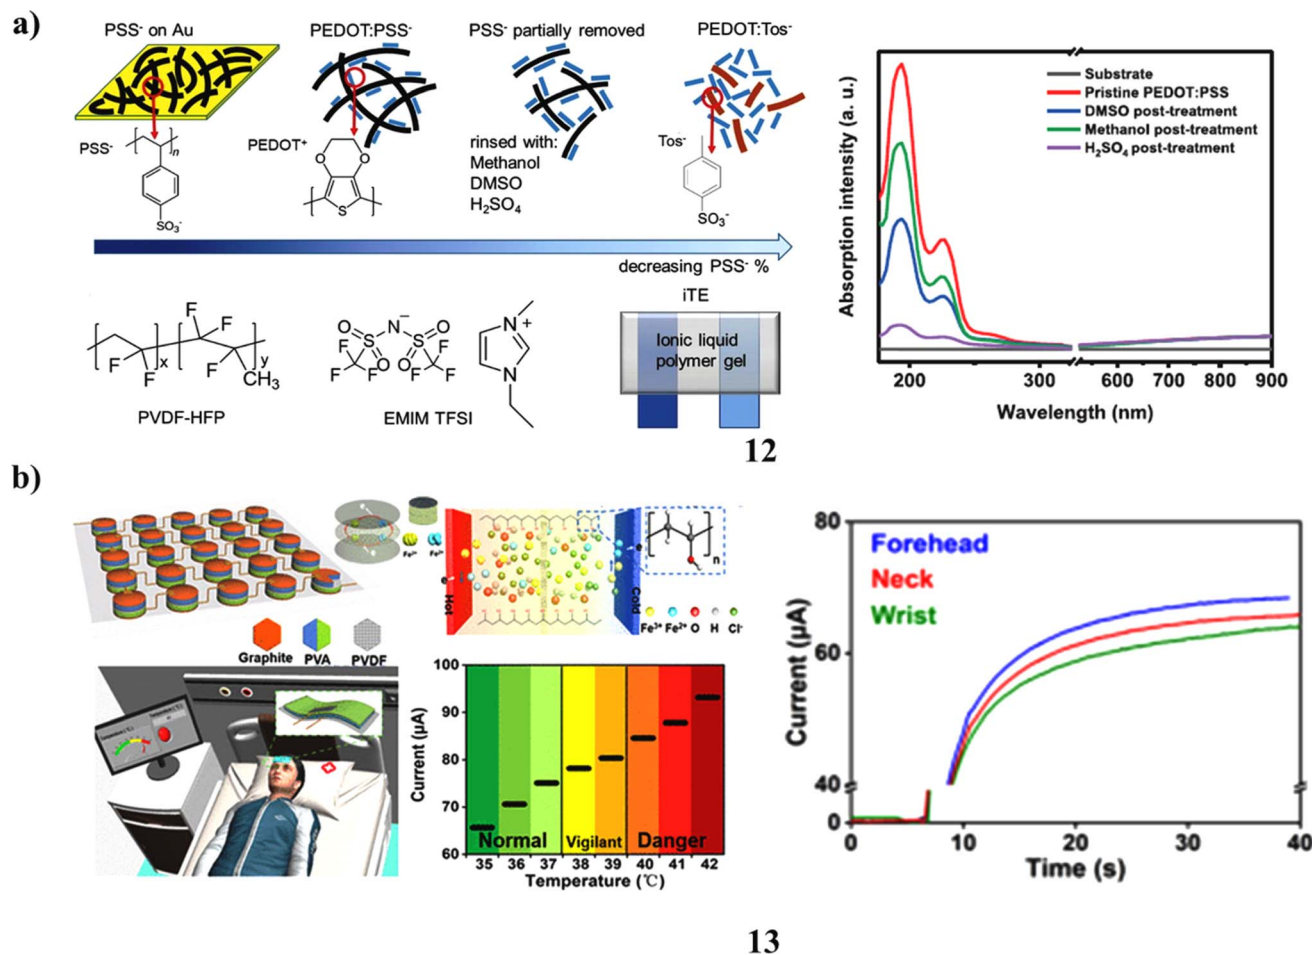 a)
PSS⁻ on Au
PEDOT:PSS⁻
PSS⁻ partially removed
PEDOT:Tos⁻
PSS⁻
n
SO₃⁻
PEDOT⁺
O
O
S
rinsed with:
Methanol
DMSO
H₂SO₄
Tos⁻
SO₃⁻
decreasing PSS⁻ %
F
F
F
F
F
F
x
y
CH₃
PVDF-HFP
O
O
N⁻
O
O
S
S
F
F
F
F
F
F
N
+
N
EMIM TFSI
iTE
Ionic liquid
polymer gel
Absorption intensity (a. u.)
Substrate
Pristine PEDOT:PSS
DMSO post-treatment
Methanol post-treatment
H₂SO₄ post-treatment
200 300 600 700 800 900
Wavelength (nm)
12
b)
Graphite PVA PVDF
Hot
Cold
e
e
n
Fe³⁺ Fe²⁺ O H Cl⁻
Current (μA)
100
90
80
70
60
Normal Vigilant Danger
35 36 37 38 39 40 41 42
Temperature (℃)
Current (μA)
80
60
40
0
Forehead
Neck
Wrist
0 10 20 30 40
Time (s)
13